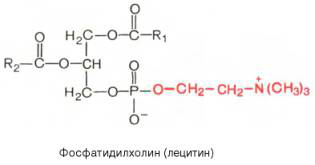 O
H₂C—O—C—R₁
O
R₂—C—O—CH
O
H₂C—O—P—O—CH₂—CH₂—N⁺(CH₃)₃
O⁻
Фосфатидилхолин (лецитин)